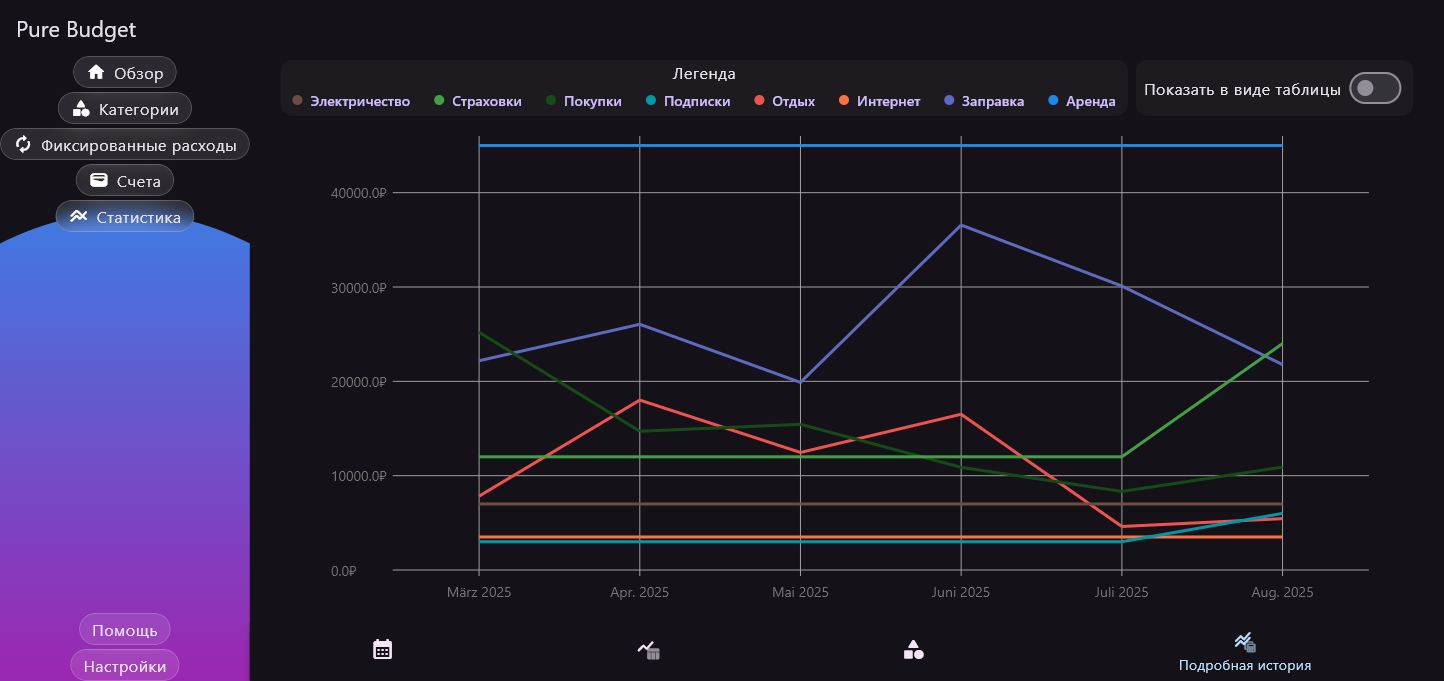 Pure Budget
Обзор
Категории
Фиксированные расходы
Счета
Статистика
Помощь
Настройки
Легенда
Электричество Страховки Покупки Подписки Отдых Интернет Заправка Аренда
Показать в виде таблицы
40000.0₽
30000.0₽
20000.0₽
10000.0₽
0.0₽
März 2025 Apr. 2025 Mai 2025 Juni 2025 Juli 2025 Aug. 2025
Подробная история